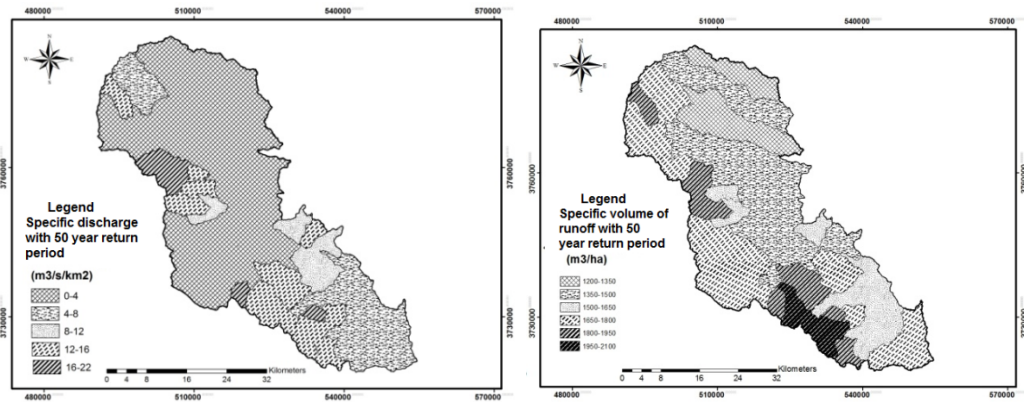 480000 510000 540000 570000
N
W E
S
3760000
3730000
Legend
Specific discharge
with 50 year return
period
(m3/s/km2)
0-4
4-8
8-12
12-16
16-22
Kilometers
0 4 8 16 24 32
480000 510000 540000 570000
480000 510000 540000 570000
N
W E
S
3760000
3730000
Legend
Specific volume of
runoff with 50
year return period
(m3/ha)
1200-1350
1350-1500
1500-1650
1650-1800
1800-1950
1950-2100
Kilometers
0 4 8 16 24 32
480000 510000 540000 570000